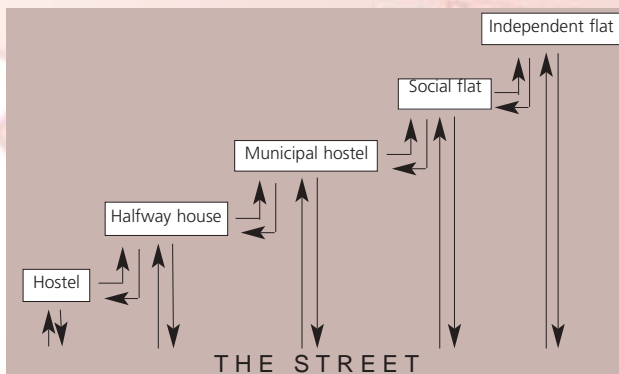 Independent flat
Social flat
Municipal hostel
Halfway house
Hostel
THE STREET